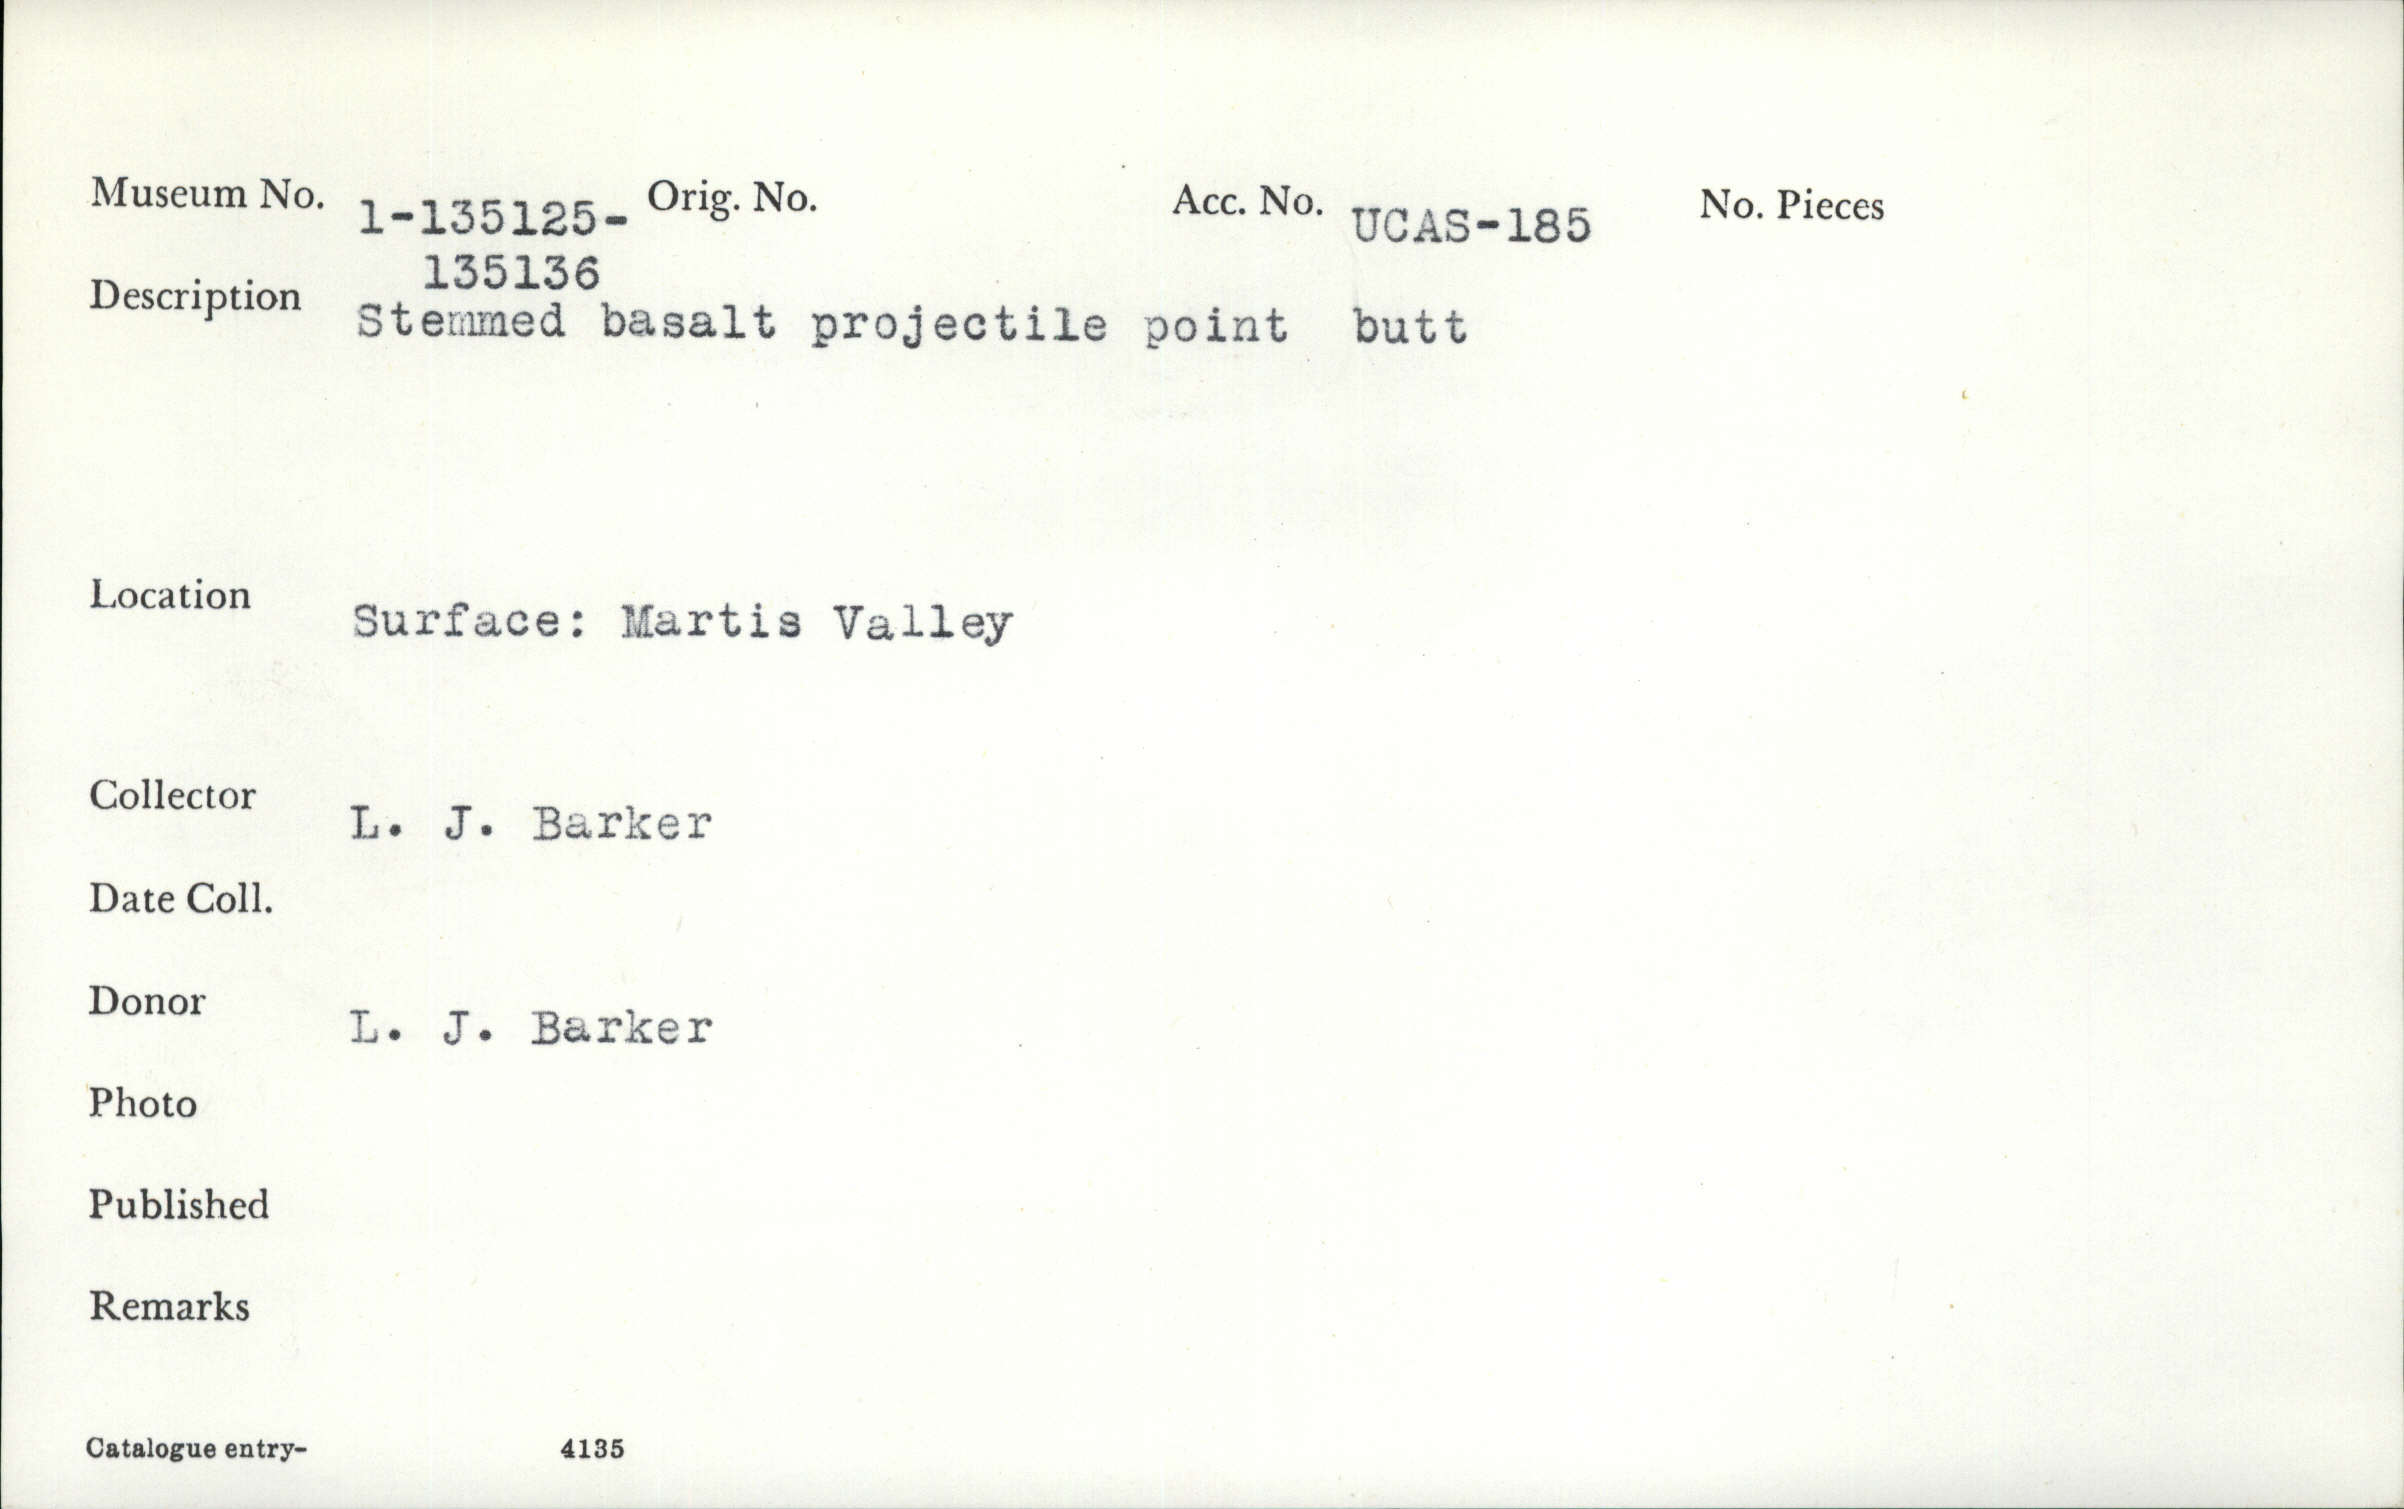 Museum No. 1-135125- Orig. No. Acc. No. UCAS-185 No. Pieces
135136
Description Stemmed basalt projectile point butt
Location Surface: Martis Valley
Collector L. J. Barker
Date Coll.
Donor L. J. Barker
Photo
Published
Remarks
Catalogue entry- 4135